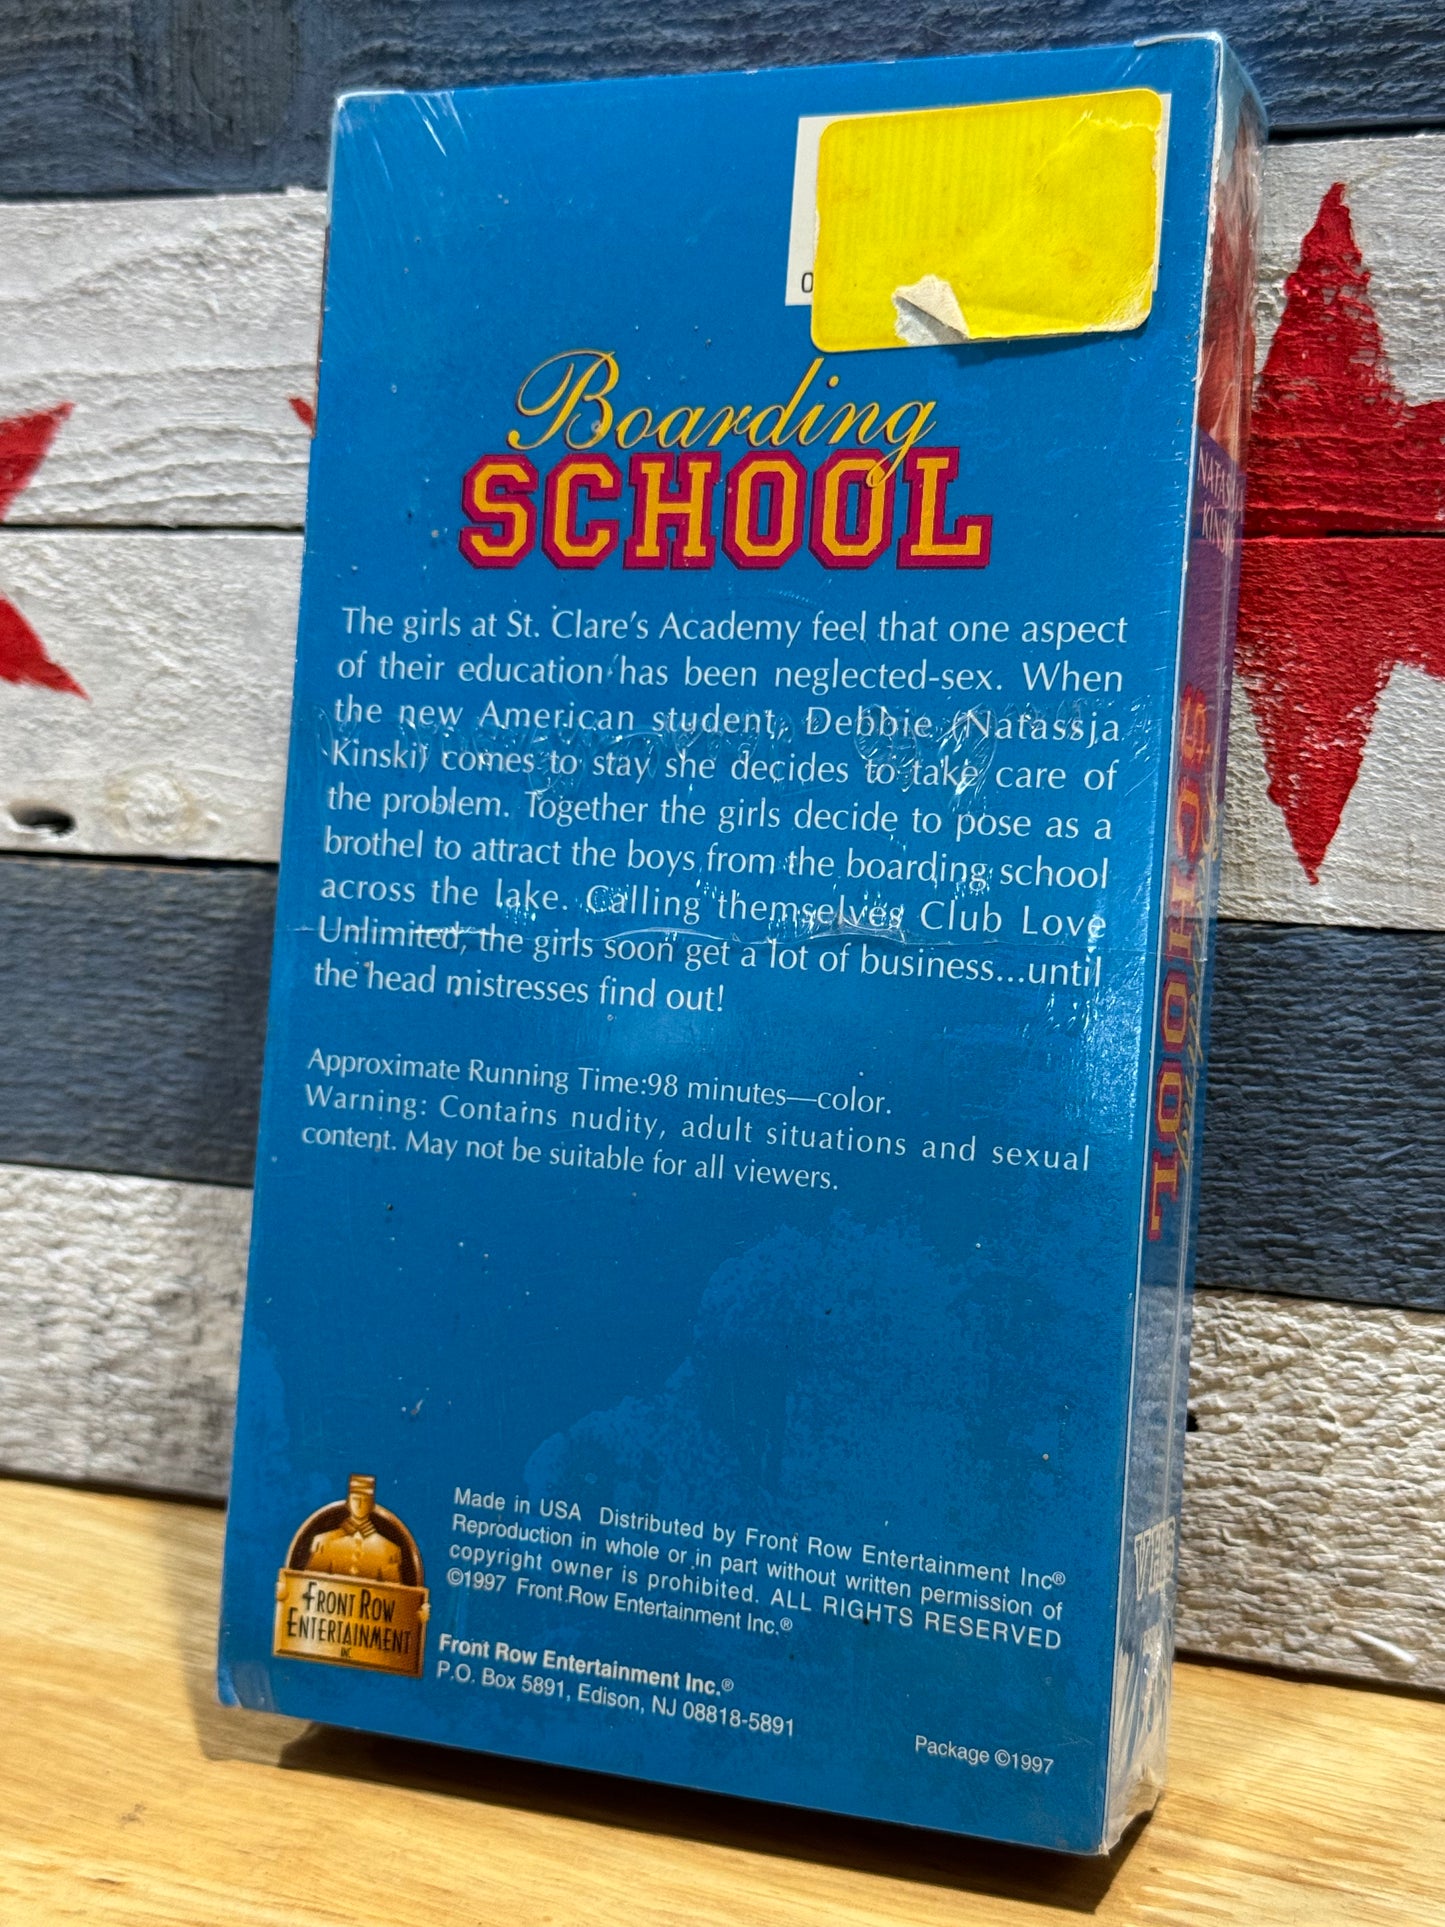 0
Boarding
SCHOOL
The girls at St. Clare's Academy feel that one aspect
of their education has been neglected-sex. When
the new American student, Debbie (Natassja
Kinski) comes to stay she decides to take care of
the problem. Together the girls decide to pose as a
brothel to attract the boys from the boarding school
across the lake. Calling themselves Club Love
Unlimited, the girls soon get a lot of business...until
the head mistresses find out!
Approximate Running Time:98 minutes—color.
Warning: Contains nudity, adult situations and sexual
content. May not be suitable for all viewers.
FRONT ROW
ENTERTAINMENT
INC.
Made in USA Distributed by Front Row Entertainment Inc®
Reproduction in whole or in part without written permission of
copyright owner is prohibited. ALL RIGHTS RESERVED
©1997 Front Row Entertainment Inc.®
Front Row Entertainment Inc.®
P.O. Box 5891, Edison, NJ 08818-5891
Package ©1997
KINSKI
SCHOOL
VHS